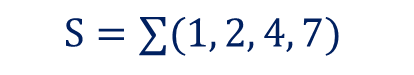 S = ∑(1, 2, 4, 7)